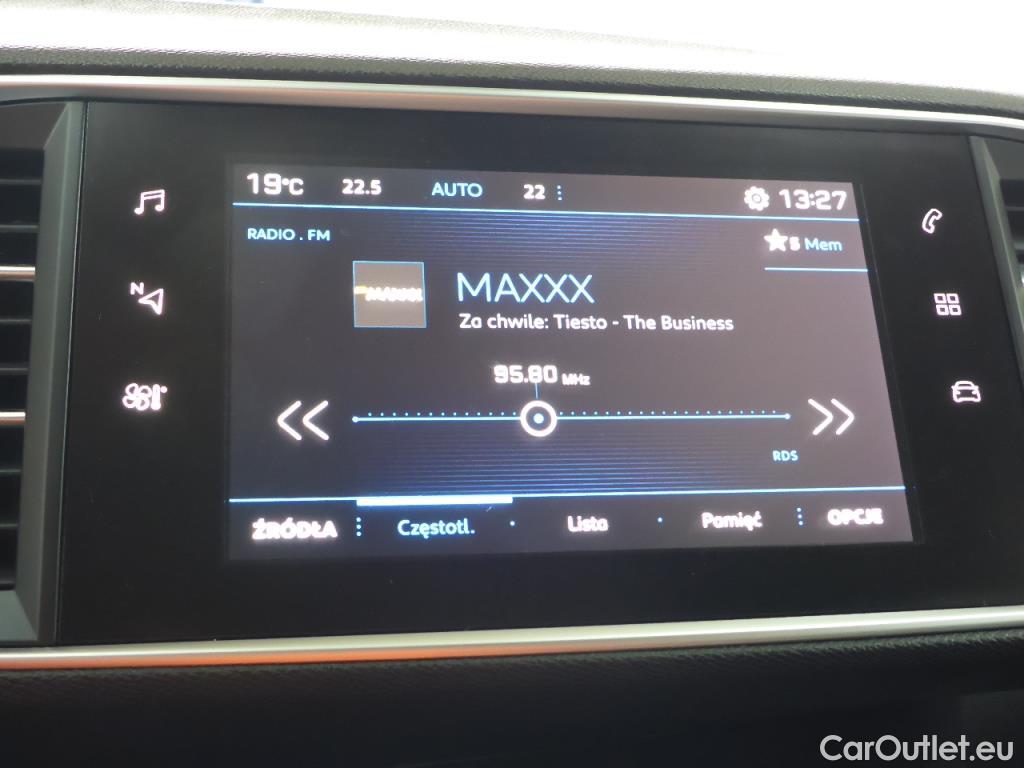 19°C 22.5 AUTO 22 13:27
RADIO . FM
5 Mem
MAXXX
Za chwile: Tiesto - The Business
95.80 MHz
N
RDS
ŹRÓDŁA Częstotl. Lista Pamięć OPCJE
CarOutlet.eu